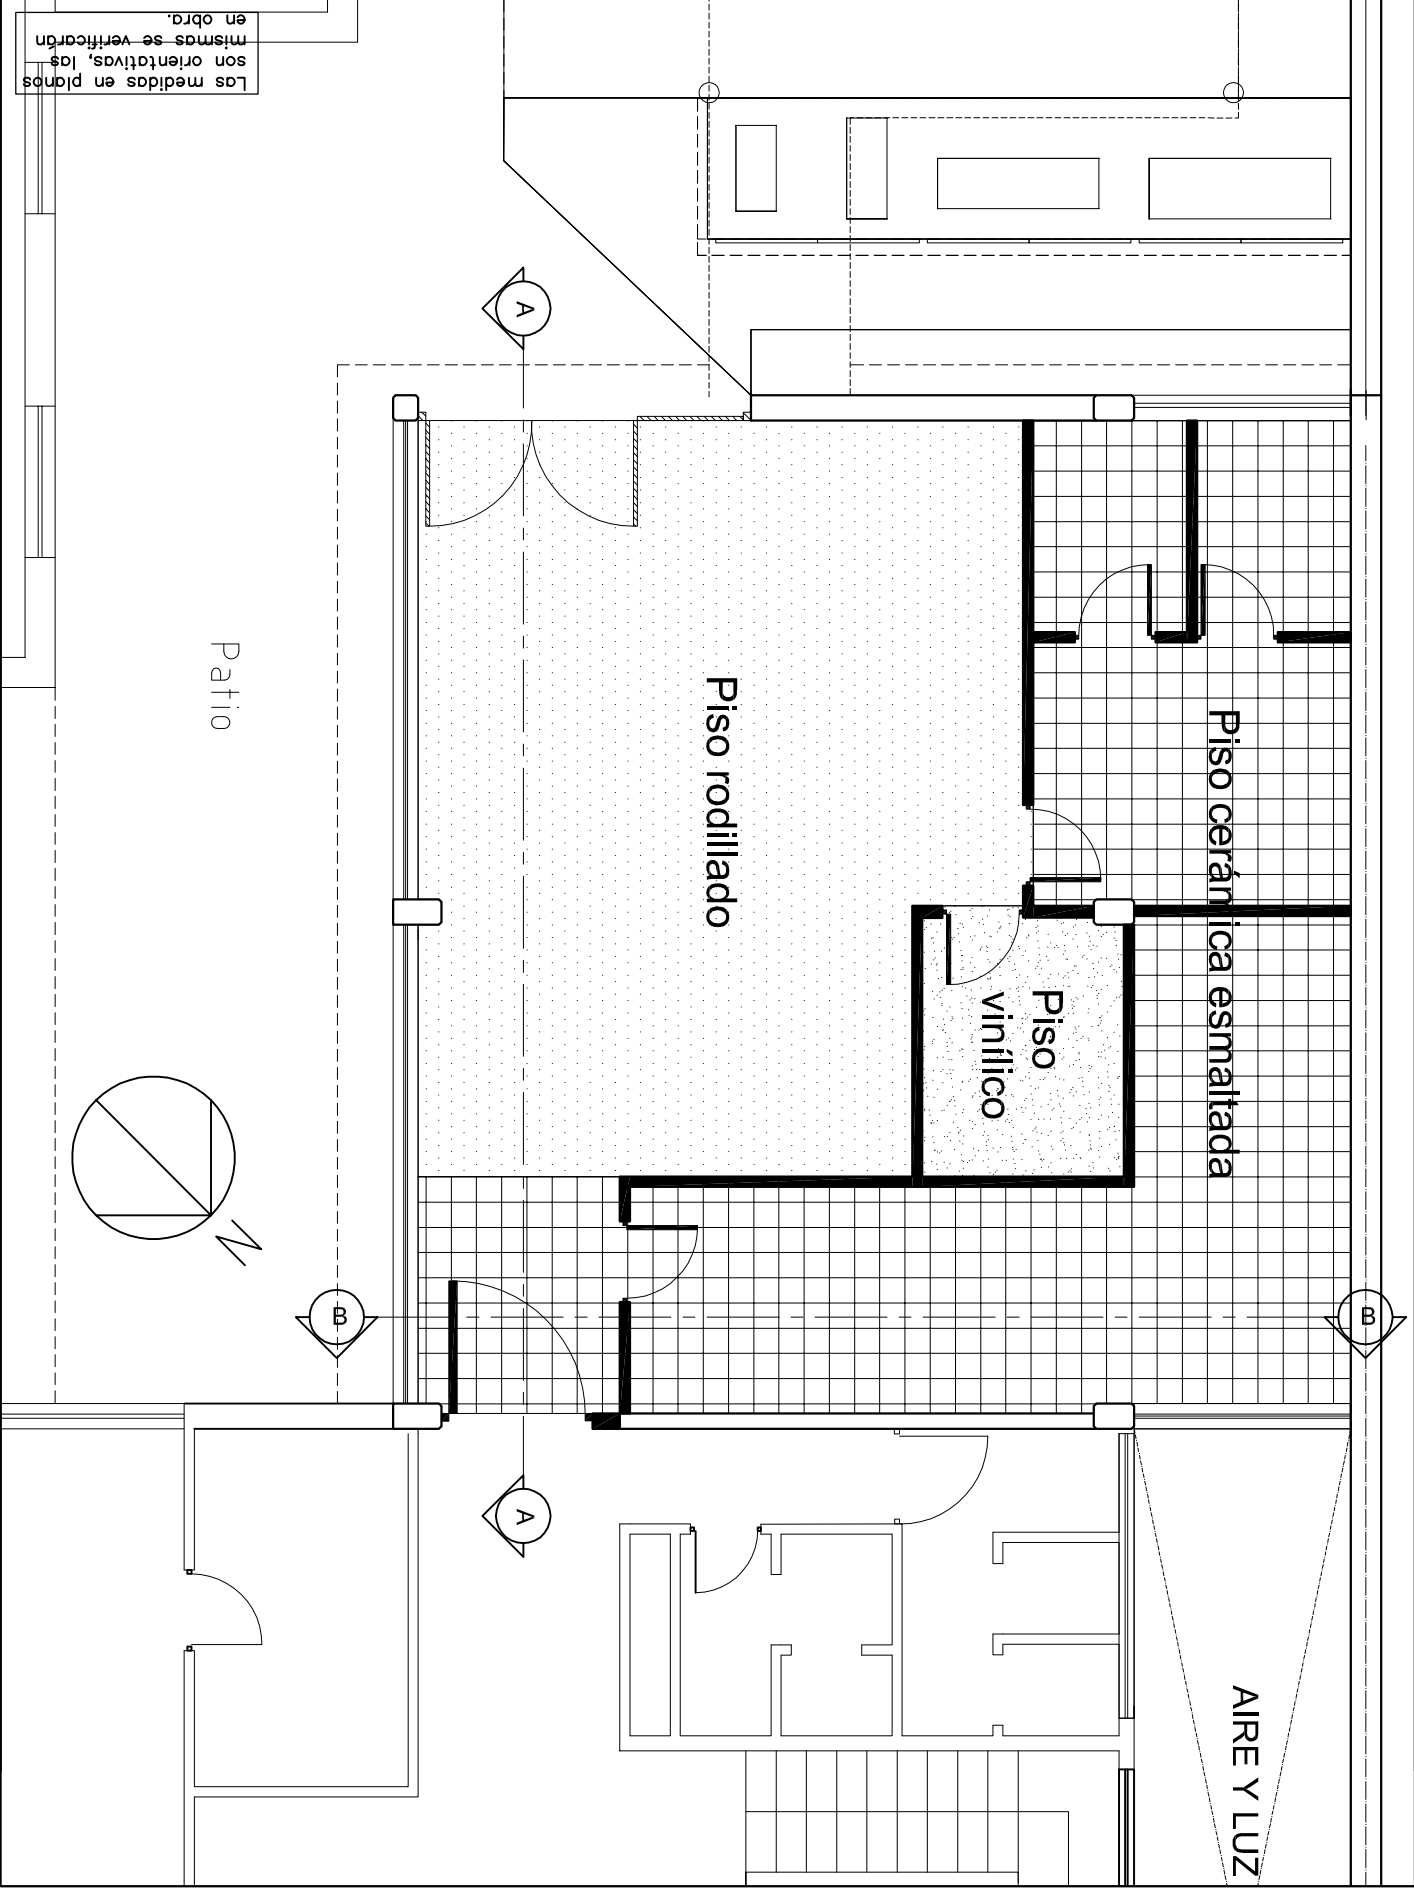 Las medidas en planos
son orientativas, las
mismas se verificarán
en obra.
A
Patio
Piso rodillado
Piso cerámica esmaltada
Piso
vinílico
N
B
B
A
AIRE Y LUZ